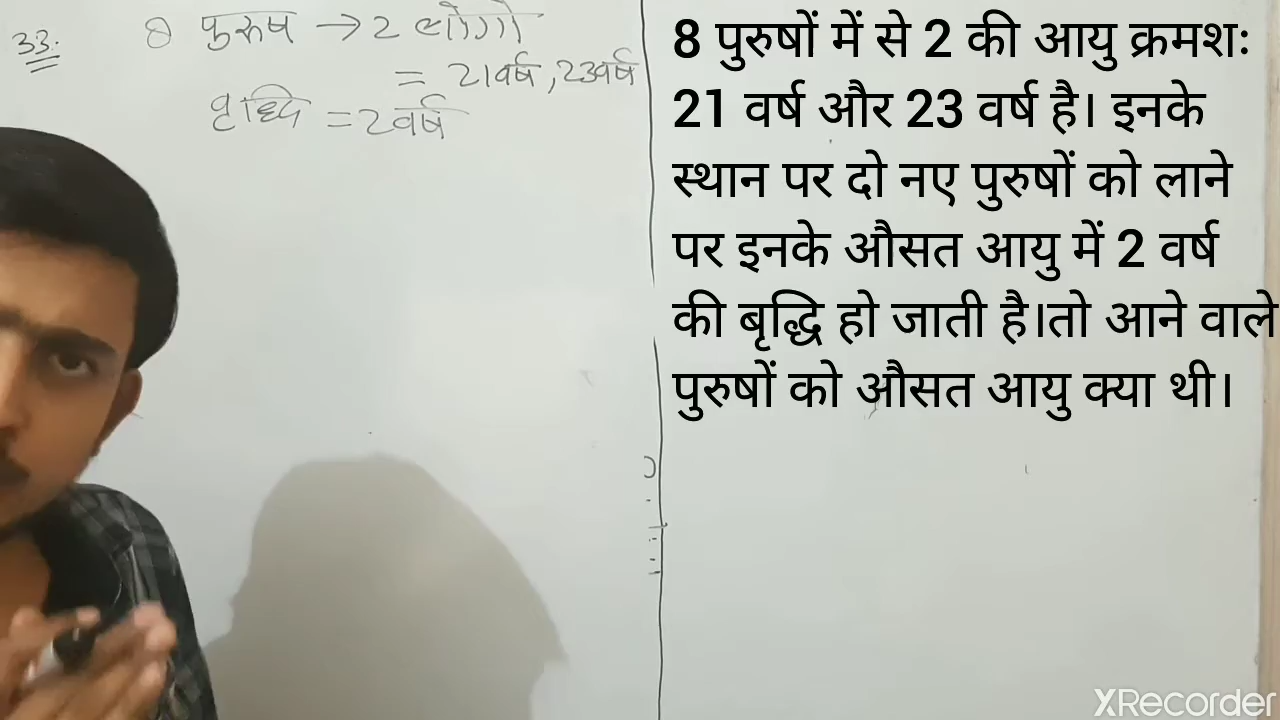 33.
8 पुरुष → 2 लोगो
= 21वर्ष, 23वर्ष
वृध्दि = 2वर्ष
8 पुरुषों में से 2 की आयु क्रमशः
21 वर्ष और 23 वर्ष है। इनके
स्थान पर दो नए पुरुषों को लाने
पर इनके औसत आयु में 2 वर्ष
की बृद्धि हो जाती है।तो आने वाले
पुरुषों को औसत आयु क्या थी।
XRecorder